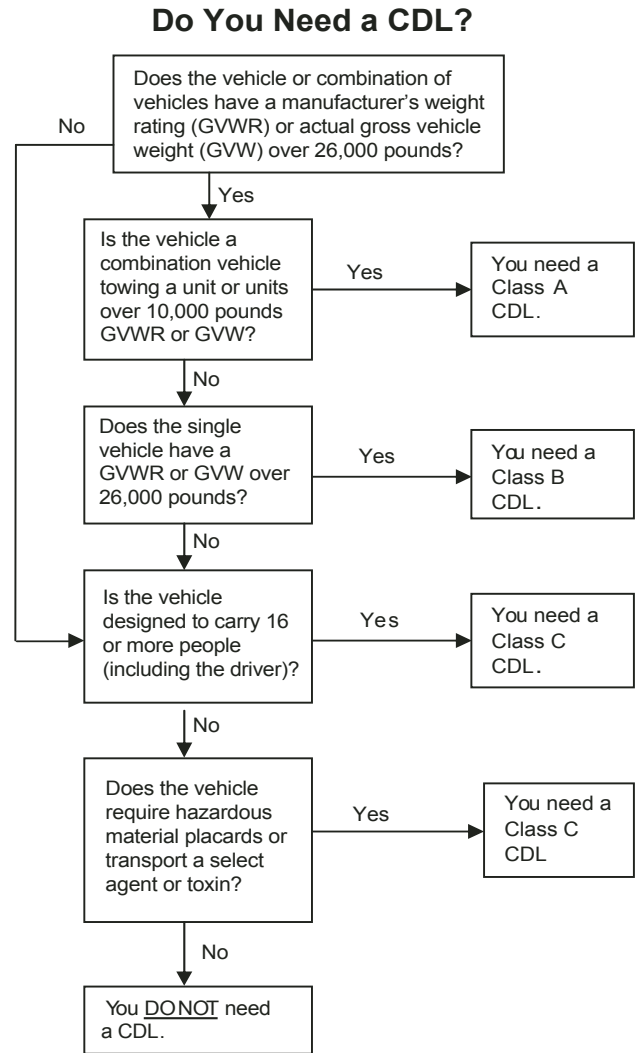 Do You Need a CDL?
Does the vehicle or combination of
vehicles have a manufacturer's weight
rating (GVWR) or actual gross vehicle
weight (GVW) over 26,000 pounds?
No
Yes
Is the vehicle a
combination vehicle
towing a unit or units
over 10,000 pounds
GVWR or GVW?
Yes
You need a
Class A
CDL.
No
Does the single
vehicle have a
GVWR or GVW over
26,000 pounds?
Yes
You need a
Class B
CDL.
No
Is the vehicle
designed to carry 16
or more people
(including the driver)?
Yes
You need a
Class C
CDL.
No
Does the vehicle
require hazardous
material placards or
transport a select
agent or toxin?
Yes
You need a
Class C
CDL
No
You DO NOT need
a CDL.